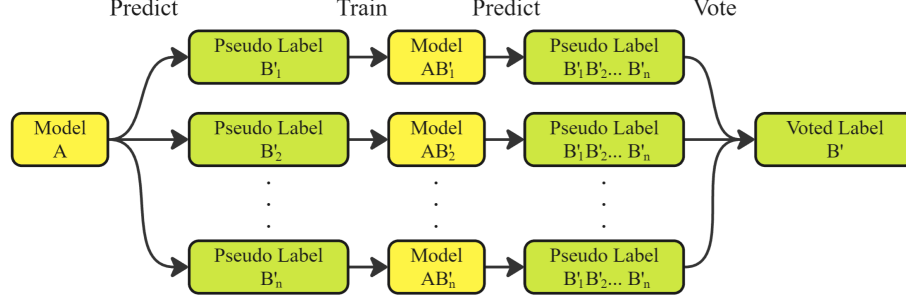 Predict Train Predict Vote
Pseudo Label Model Pseudo Label
B'₁ AB'₁ B'₁B'₂... B'ₙ
Model Pseudo Label Model Pseudo Label Voted Label
A B'₂ AB'₂ B'₁B'₂... B'ₙ B'
. . .
. . .
. . .
Pseudo Label Model Pseudo Label
B'ₙ AB'ₙ B'₁B'₂... B'ₙ